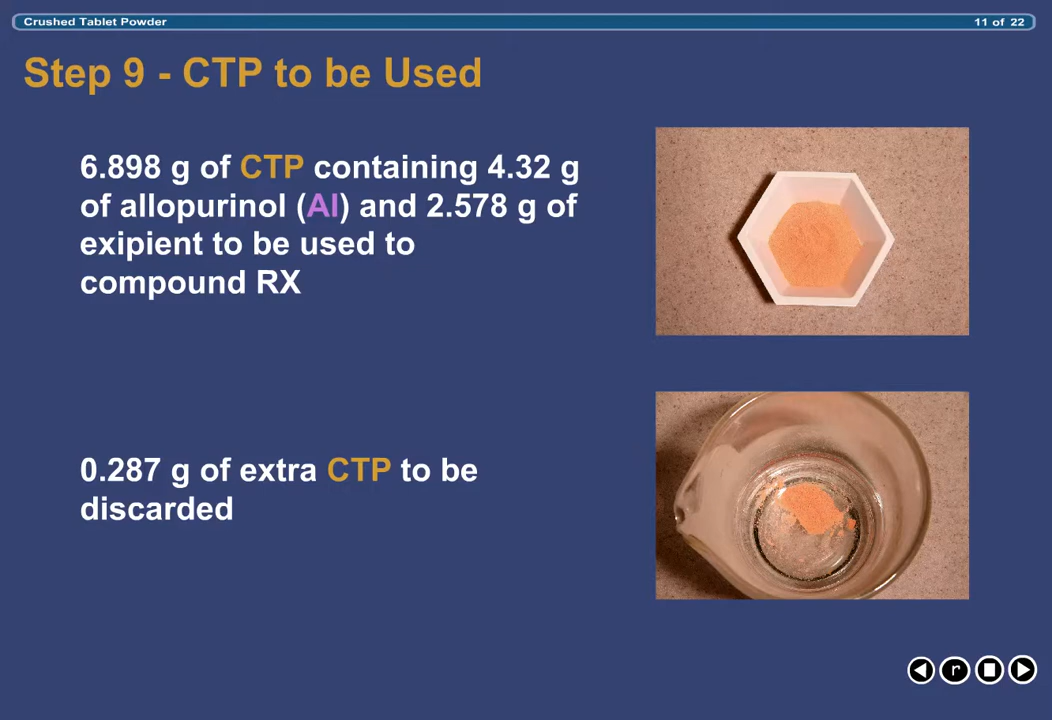 Crushed Tablet Powder
11 of 22
Step 9 - CTP to be Used
6.898 g of CTP containing 4.32 g
of allopurinol (AI) and 2.578 g of
exipient to be used to
compound RX
0.287 g of extra CTP to be
discarded
r